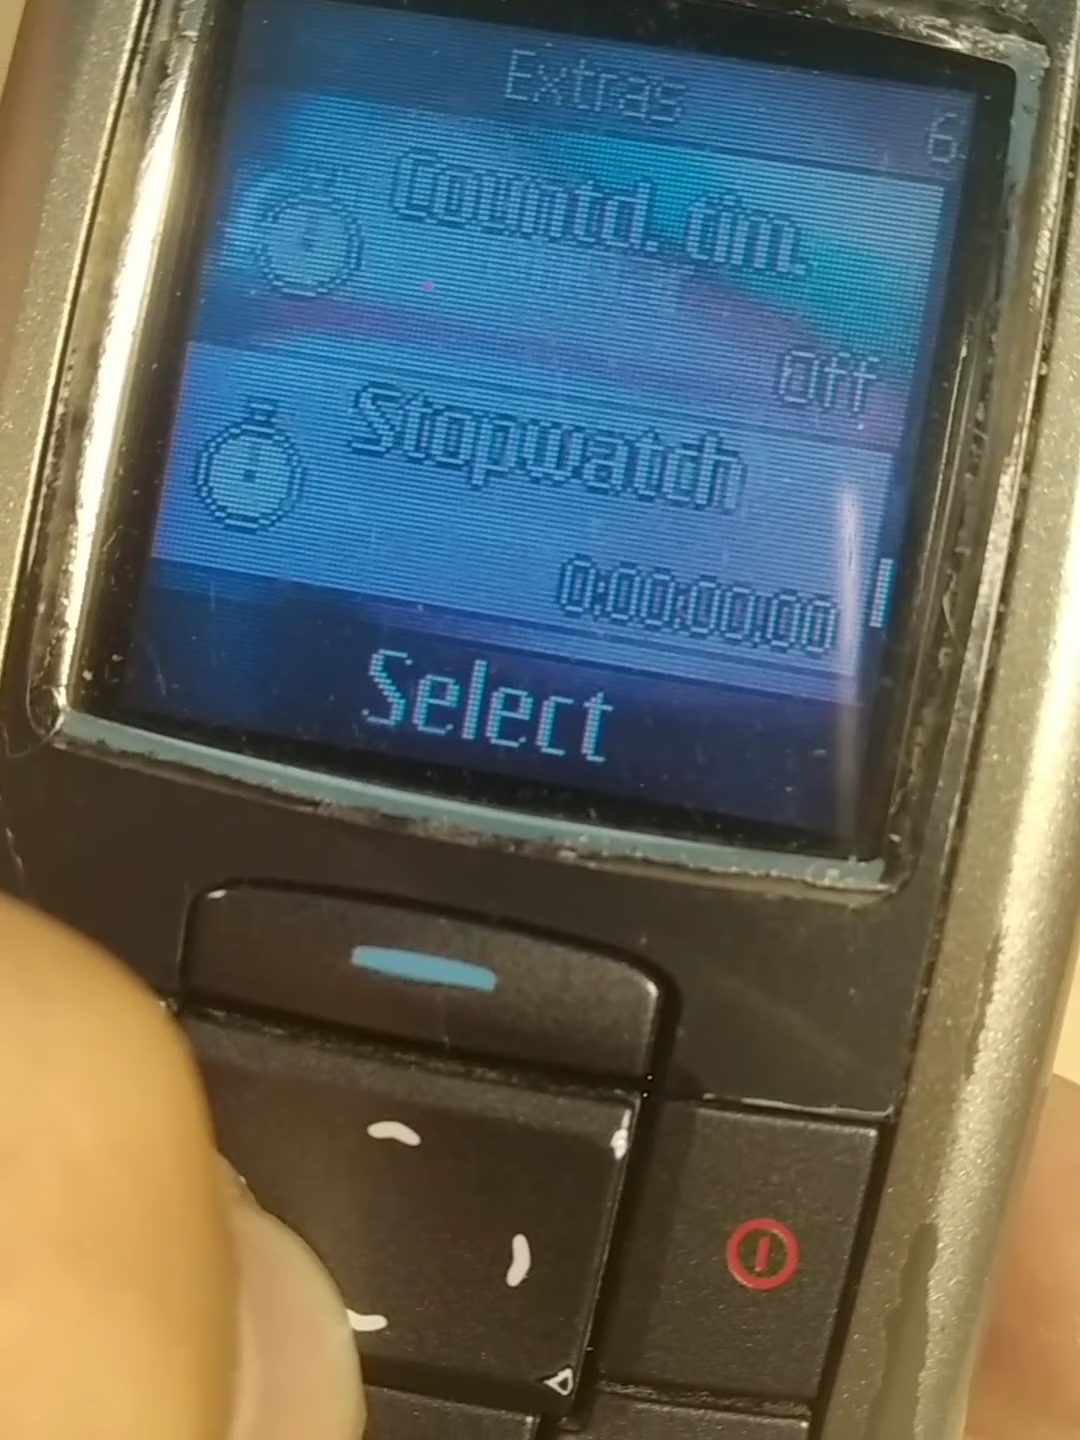 Extras
6
Countd. tim.
Off
Stopwatch
0:00:00,00
Select